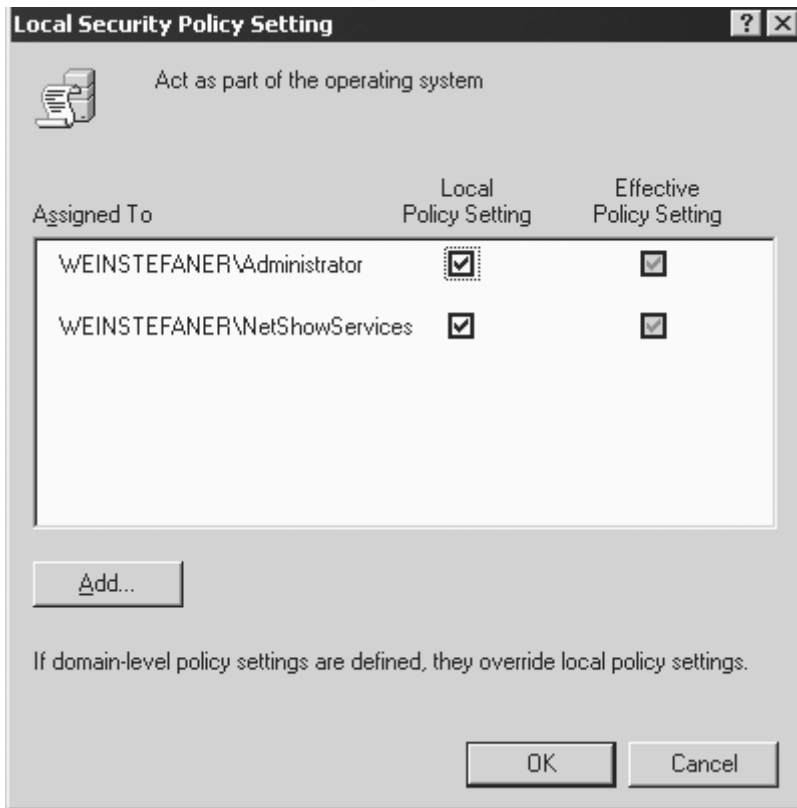 Local Security Policy Setting
Act as part of the operating system
Assigned To
Local
Policy Setting
Effective
Policy Setting
WEINSTEFANER\Administrator
WEINSTEFANER\NetShowServices
Add...
If domain-level policy settings are defined, they override local policy settings.
OK
Cancel